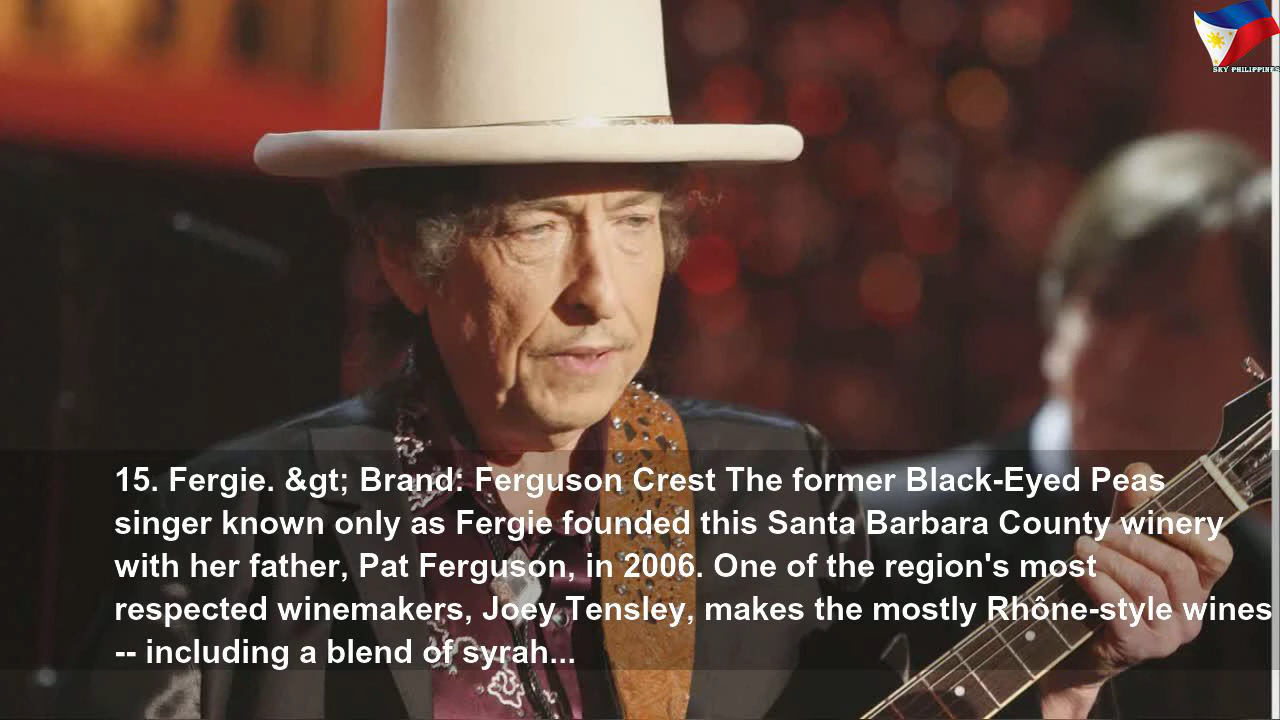 SKY PHILIPPINES
15. Fergie. &gt; Brand: Ferguson Crest The former Black-Eyed Peas
singer known only as Fergie founded this Santa Barbara County winery
with her father, Pat Ferguson, in 2006. One of the region's most
respected winemakers, Joey Tensley, makes the mostly Rhône-style wines
-- including a blend of syrah...